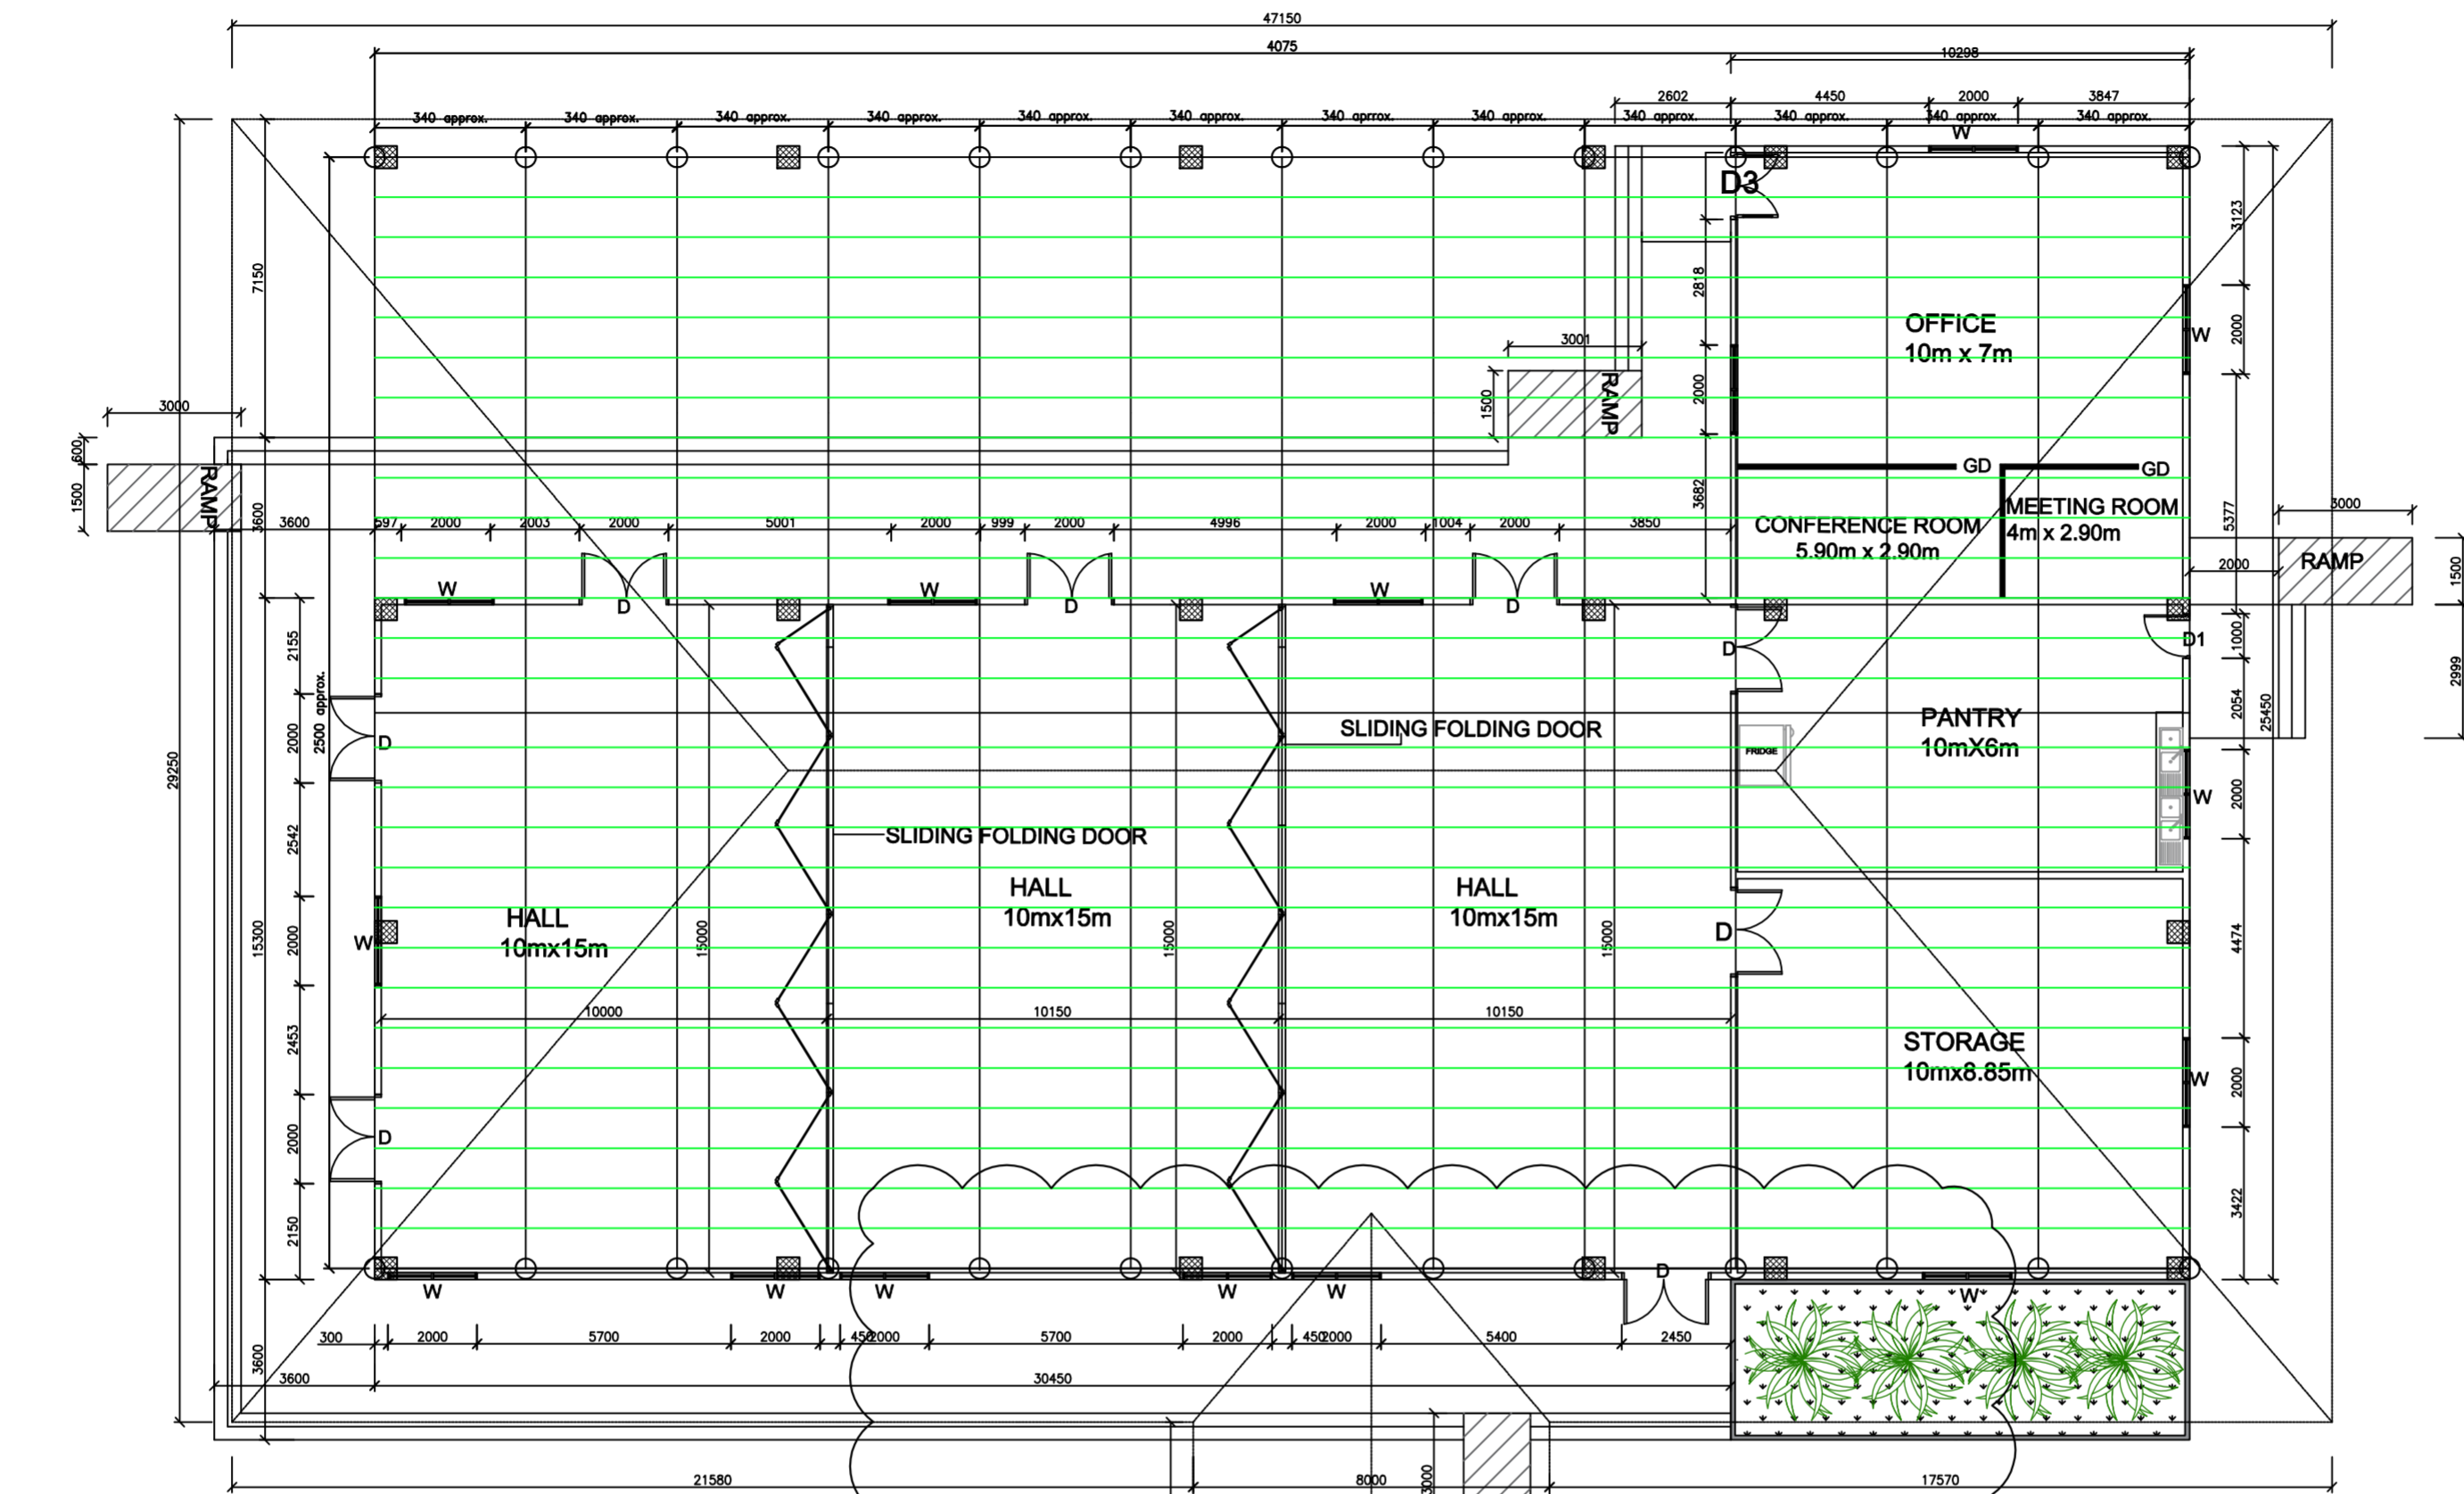 47150
4075
10298
2602
4450
2000
3847
340 approx.
340 approx.
340 approx.
340 approx.
340 approx.
340 approx.
340 aprrox.
340 approx.
340 approx.
340 approx.
340 approx.
340 approx.
W
D3
3123
7150
2818
OFFICE
10m x 7m
2000
W
3001
RAMP
1500
2000
3000
600
RAMP
1500
GD
GD
3682
MEETING ROOM
4m x 2.90m
CONFERENCE ROOM
5.90m x 2.90m
5377
3000
3600
3600
597
2000
2003
2000
5001
2000
999
2000
4996
2000
1004
2000
3850
2000
RAMP
1500
W
D
W
D
W
D
2155
D
D1
1000
2999
2500 approx.
2000
D
SLIDING FOLDING DOOR
PANTRY
10mX6m
FRIDGE
2054
25450
29250
2000
W
2542
SLIDING FOLDING DOOR
HALL
10mx15m
HALL
10mx15m
HALL
10mx15m
W
2000
15300
15000
15000
15000
D
4474
10000
10150
10150
2453
STORAGE
10mx8.85m
W
2000
2000
D
2150
3422
W
W
W
W
W
D
W
300
2000
5700
2000
450
2000
5700
2000
450
2000
5400
2450
3600
3600
30450
21580
8000
3000
17570